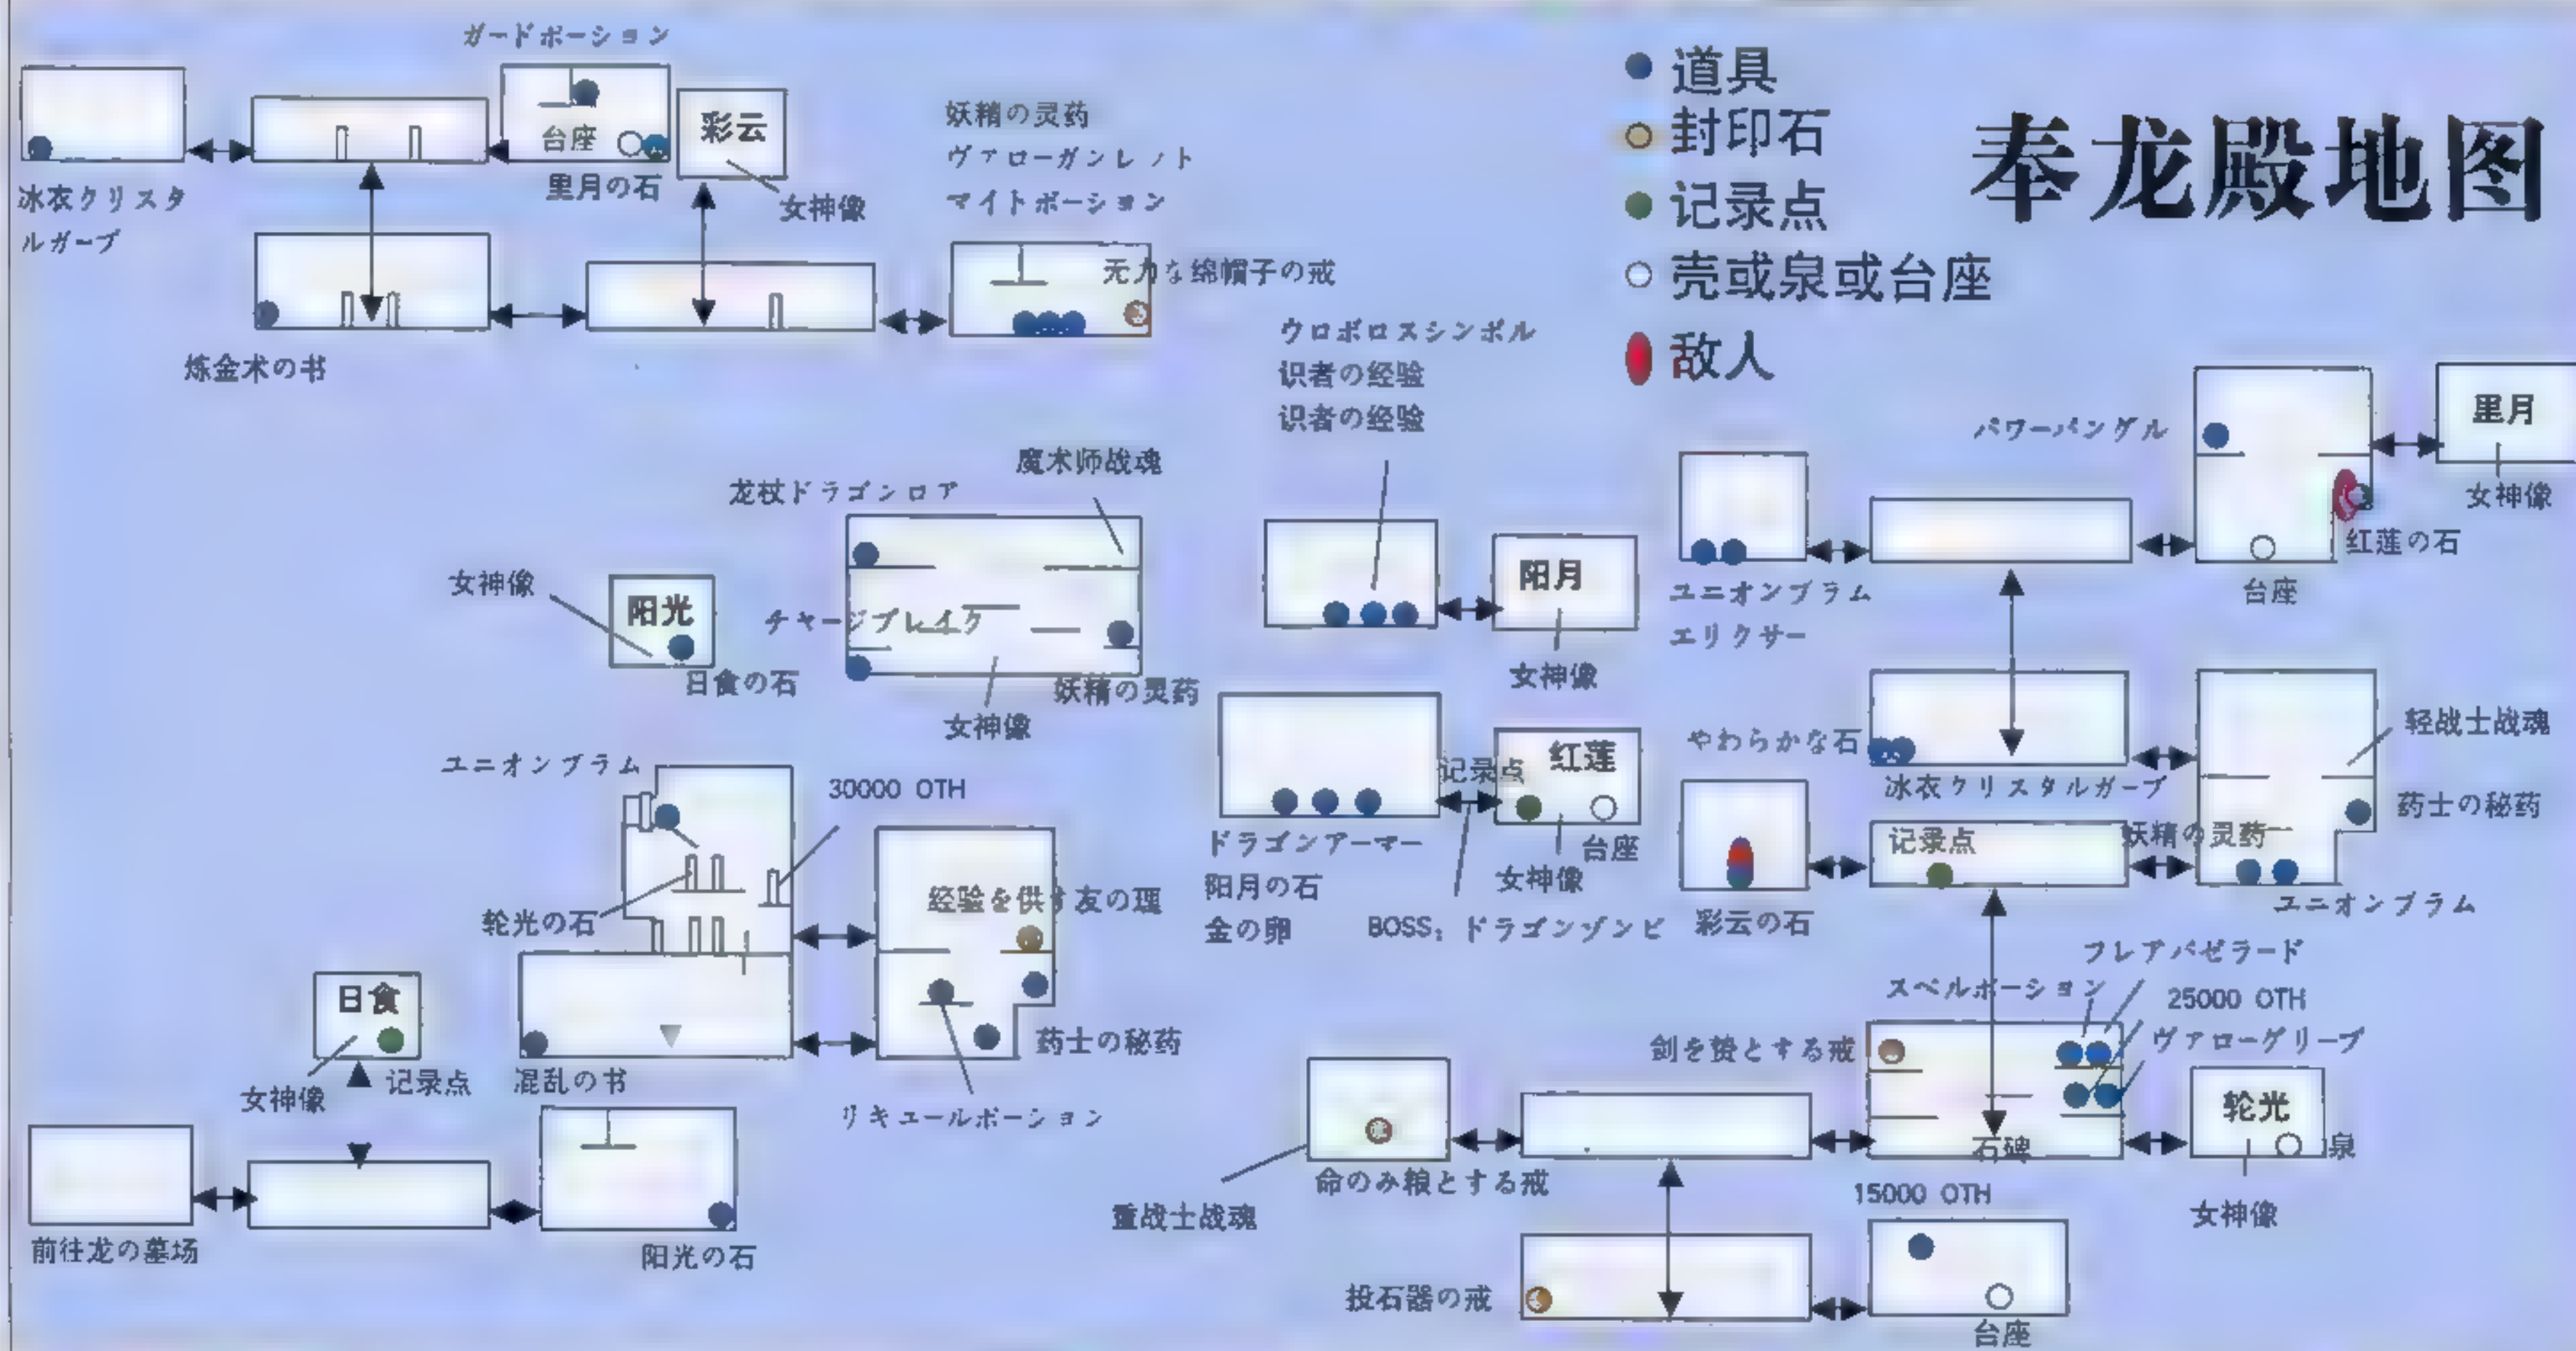 奉龙殿地图
道具
封印石
记录点
壳或泉或台座
敌人
ガードポーション
台座
里月の石
彩云
女神像
冰衣クリスタ
ルガーブ
妖精の灵药
ヴァローガンレット
マイトポーション
无力な绵帽子の戒
炼金术の书
ウロボロスシンボル
识者の经验
识者の经验
阳月
女神像
魔术师战魂
龙杖ドラゴンロア
チャージブレイク
妖精の灵药
女神像
女神像
阳光
日食の石
パワーバングル
里月
女神像
红莲の石
台座
ユニオンブラム
エリクサー
やわらかな石
冰衣クリスタルガーブ
轻战士战魂
药士の秘药
妖精の灵药
ユニオンブラム
记录点
彩云の石
记录点
红莲
台座
女神像
ドラゴンアーマー
阳月の石
金の卵
BOSS: ドラゴンゾンビ
ユニオンブラム
30000 OTH
轮光の石
经验を供す友の理
药士の秘药
リキュールポーション
混乱の书
日食
女神像
记录点
前往龙の墓场
阳光の石
フレアバゼラード
スペルポーション
25000 OTH
ヴァローグリーブ
剑を贽とする戒
石碑
轮光
泉
女神像
命のみ粮とする戒
重战士战魂
15000 OTH
投石器の戒
台座